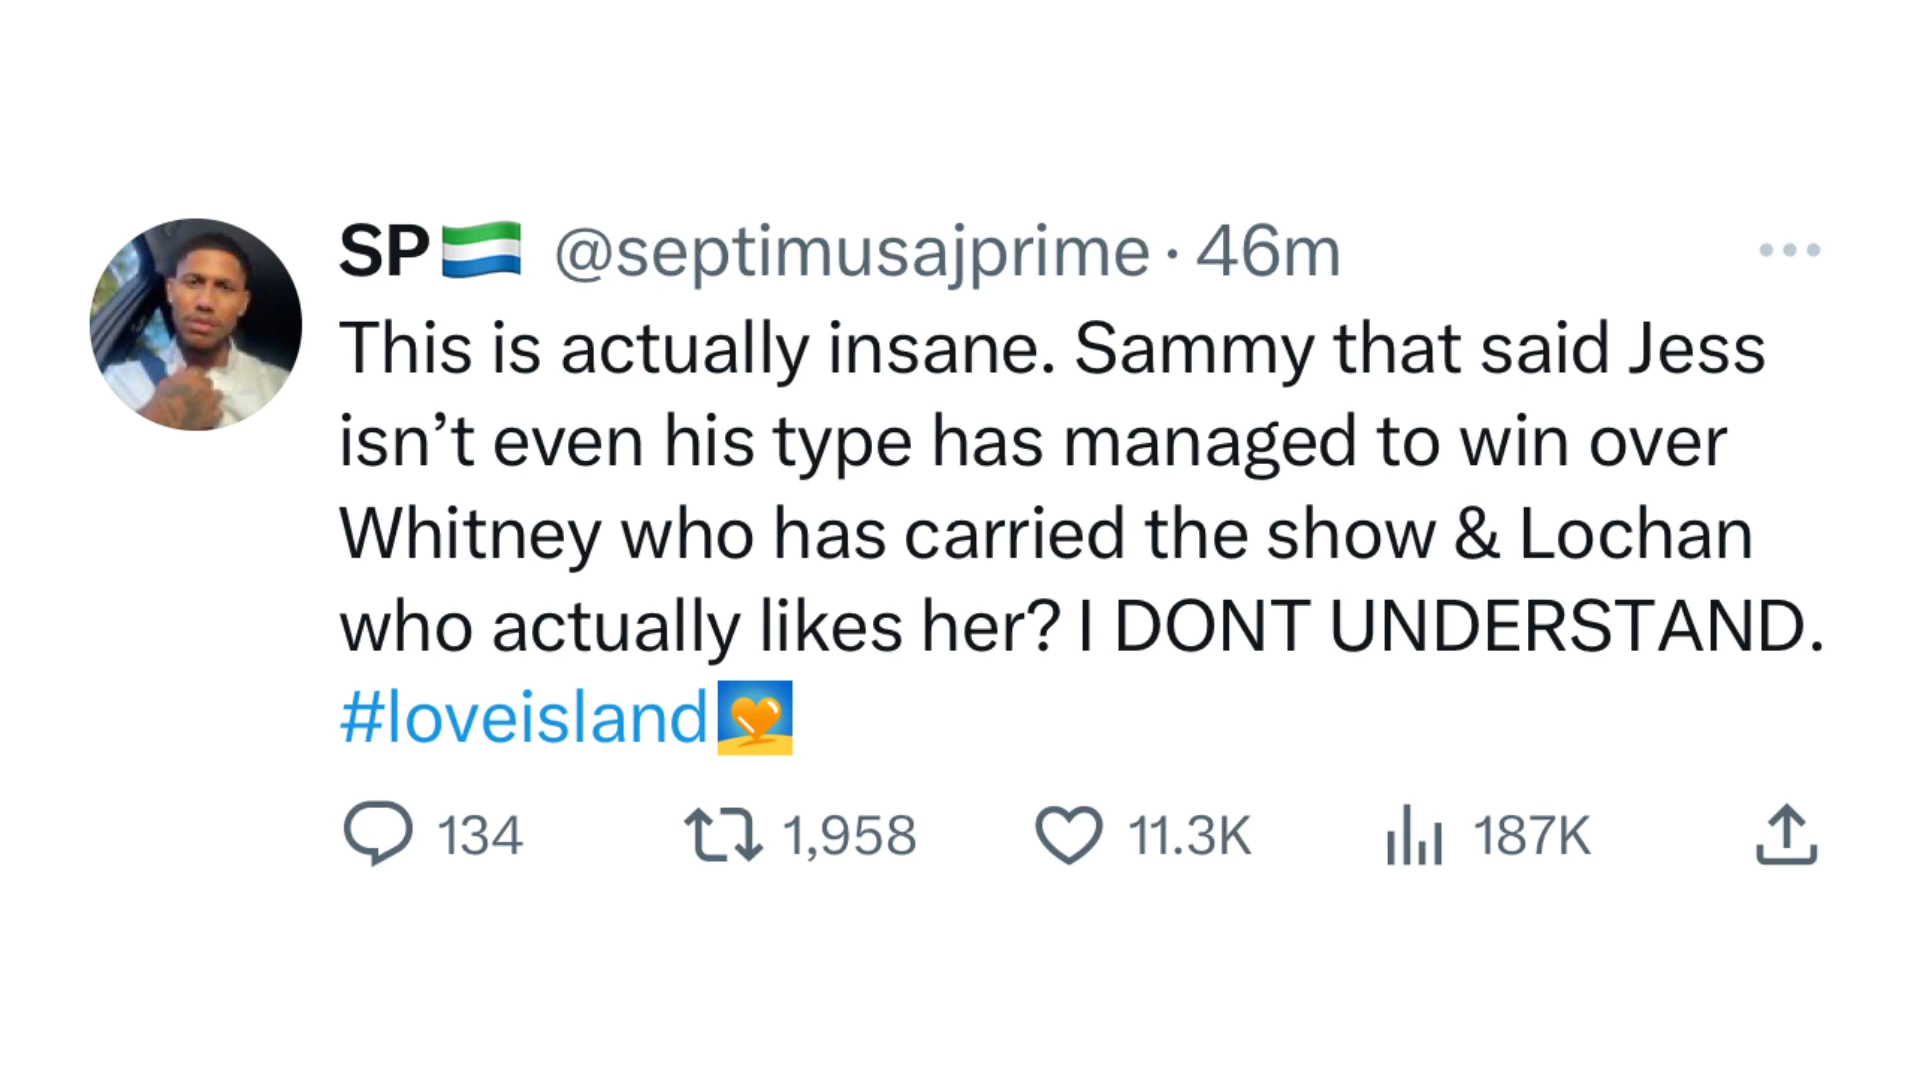 SP🇸🇱 @septimusajprime · 46m
This is actually insane. Sammy that said Jess
isn’t even his type has managed to win over
Whitney who has carried the show & Lochan
who actually likes her? I DONT UNDERSTAND.
#loveisland
134 1,958 11.3K 187K